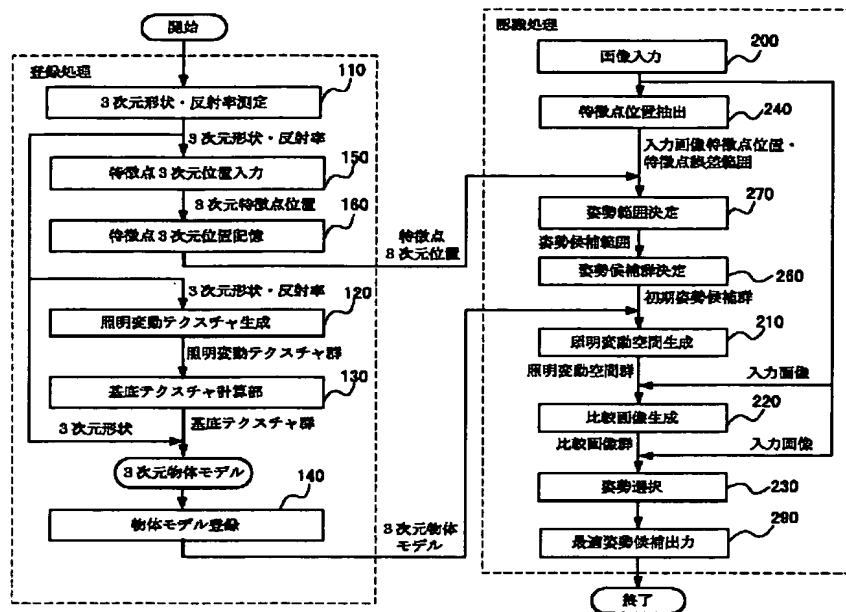 開始
登録処理
110
3次元形状・反射率測定
3次元形状・反射率
150
特徴点3次元位置入力
3次元特徴点位置
160
特徴点3次元位置記憶
特徴点
3次元位置
3次元形状・反射率
120
照明変動テクスチャ生成
照明変動テクスチャ群
130
基底テクスチャ計算部
3次元形状
基底テクスチャ群
3次元物体モデル
140
物体モデル登録
3次元物体
モデル
認識処理
200
画像入力
240
特徴点位置抽出
入力画像特徴点位置・
特徴点誤差範囲
270
姿勢範囲決定
姿勢候補範囲
姿勢候補群決定
260
初期姿勢候補群
210
照明変動空間生成
照明変動空間群
入力画像
220
比較画像生成
比較画像群
入力画像
姿勢選択
230
290
最適姿勢候補出力
終了